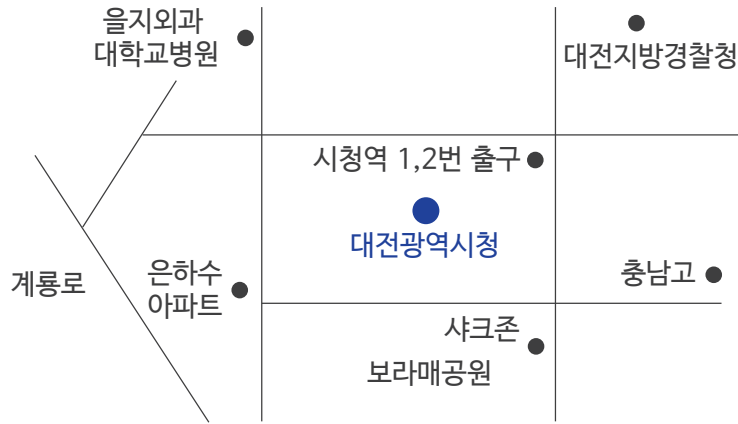 을지외과
대학교병원
대전지방경찰청
시청역 1,2번 출구
대전광역시청
계룡로
은하수
아파트
충남고
샤크존
보라매공원